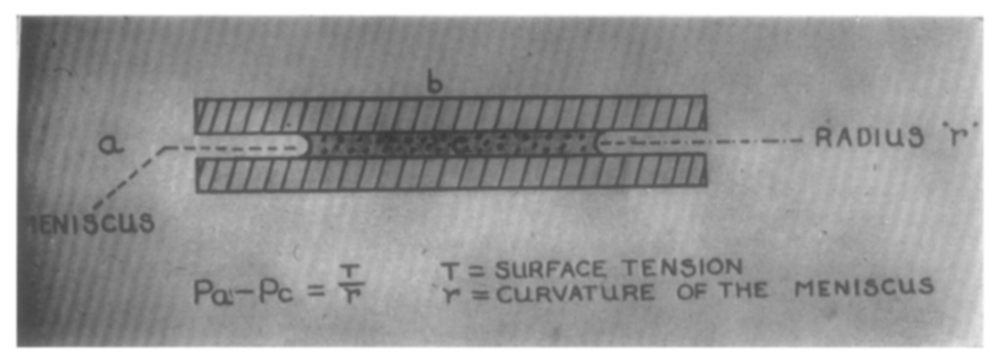 b
a
c
RADIUS "r"
MENISCUS
Pa-Pc = T/r
T = SURFACE TENSION
r = CURVATURE OF THE MENISCUS